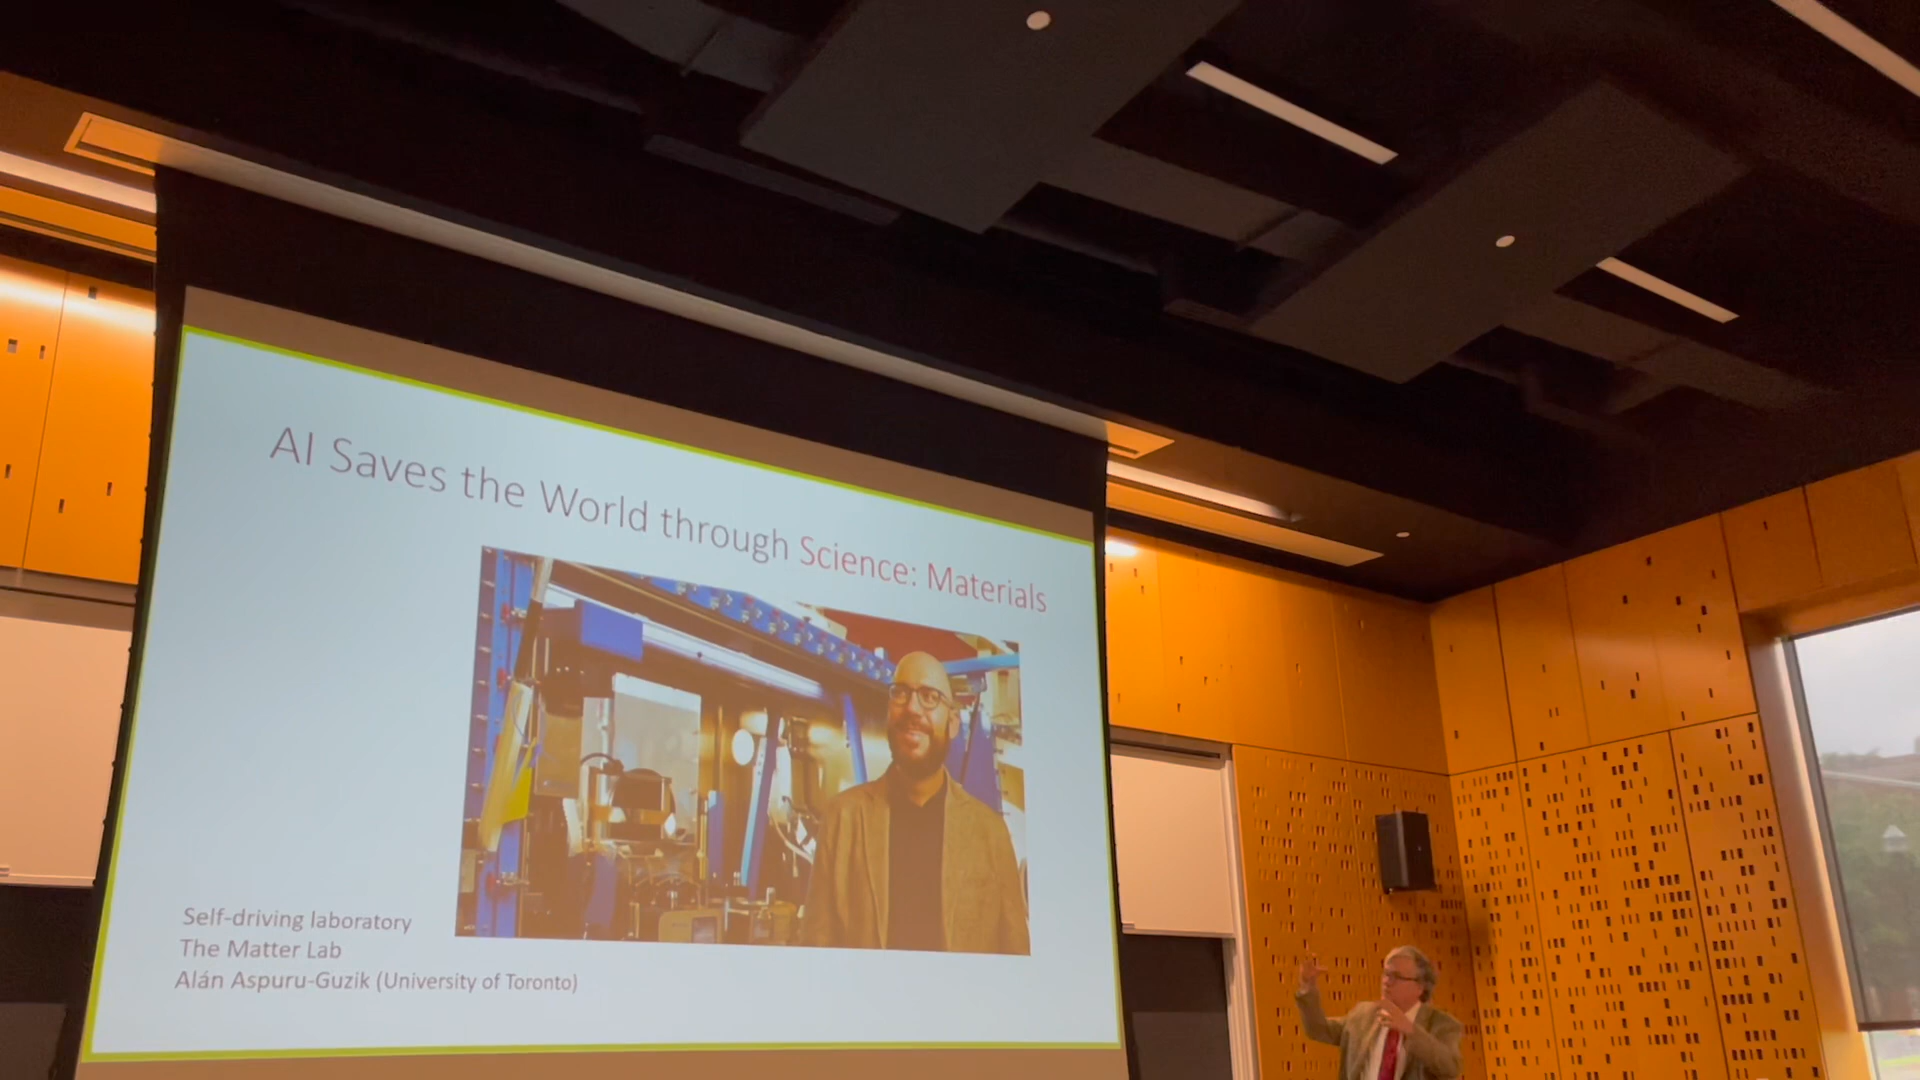 AI Saves the World through Science: Materials
Self-driving laboratory
The Matter Lab
Alán Aspuru-Guzik (University of Toronto)